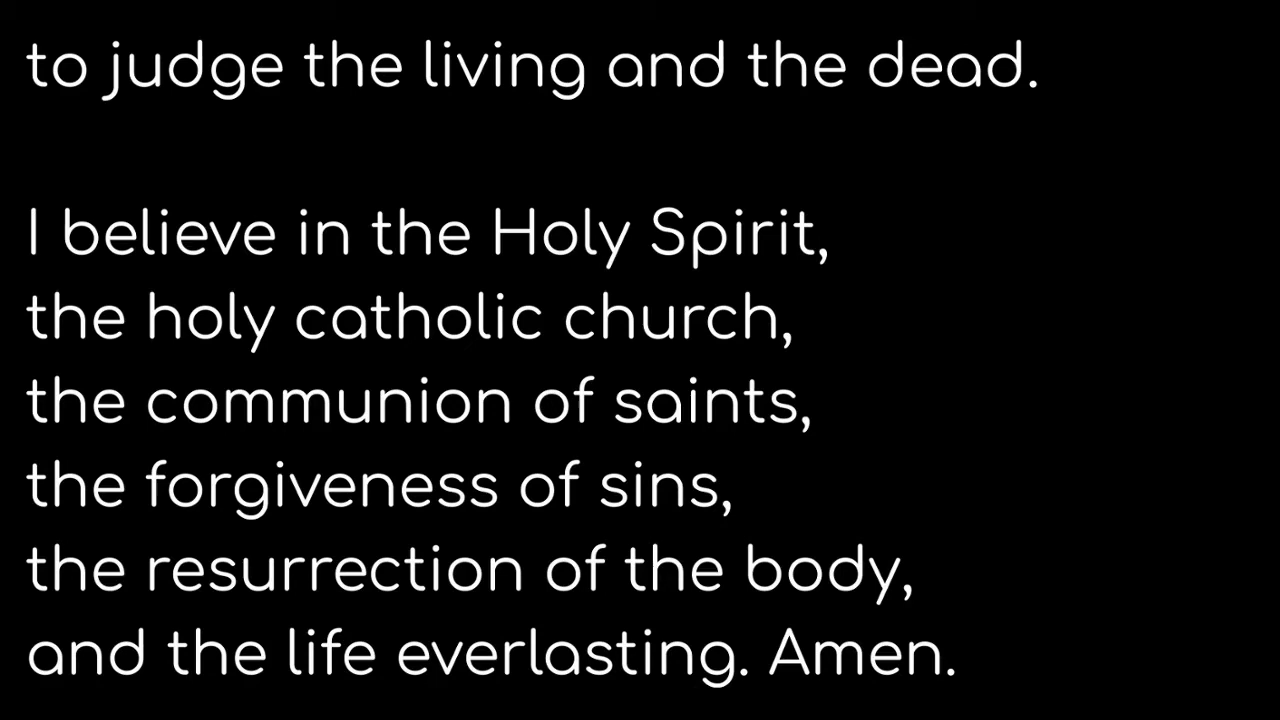 to judge the living and the dead.
I believe in the Holy Spirit,
the holy catholic church,
the communion of saints,
the forgiveness of sins,
the resurrection of the body,
and the life everlasting. Amen.